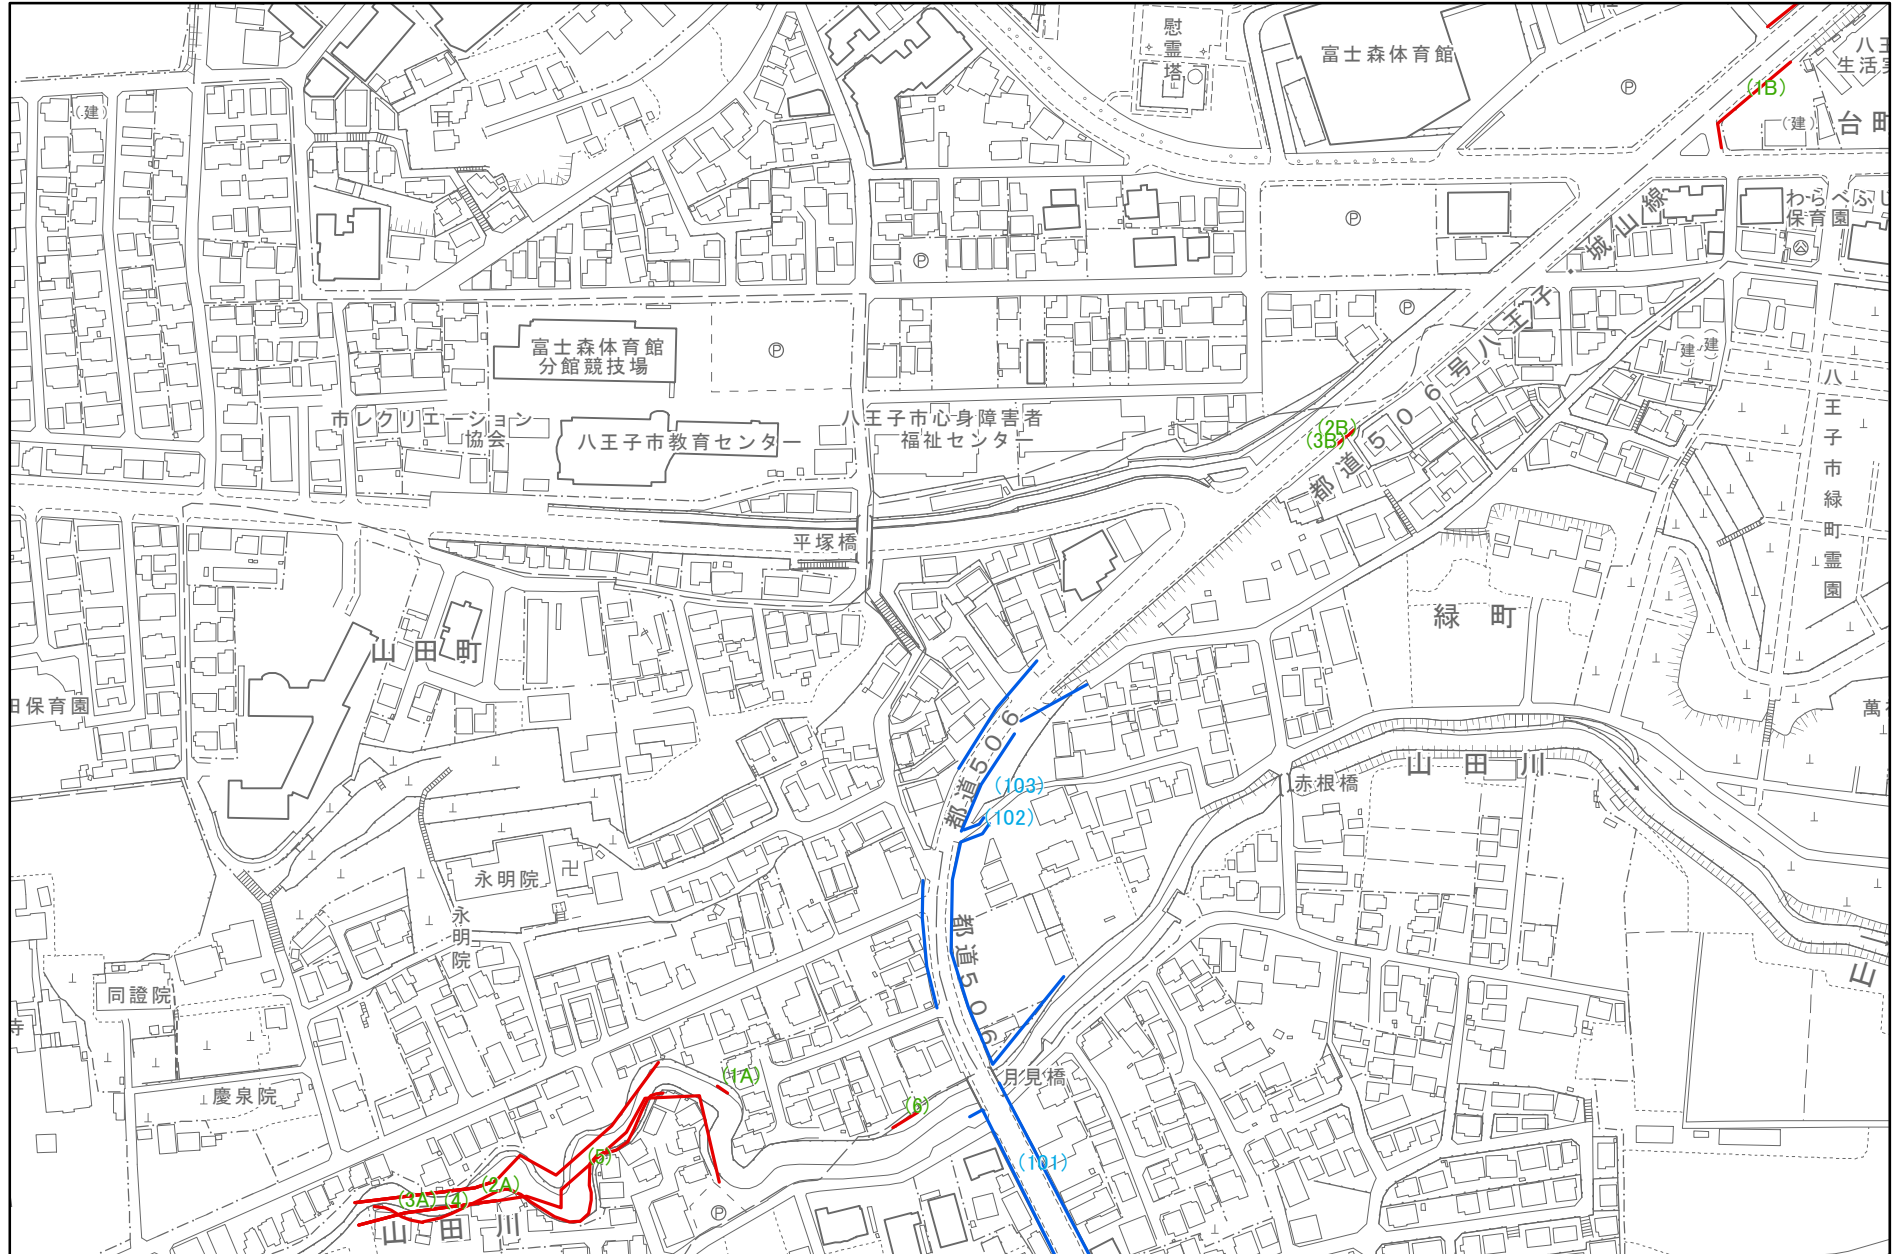 慰霊塔
富士森体育館
(1B)
(建)
(建)
台町
わらべふじ
保育園
都道506号八王子・城山線
富士森体育館
分館競技場
市レクリエーション
協会
八王子市教育センター
八王子市心身障害者
福祉センター
(2B)
(3B)
(建)
(建)
八王子市緑町霊園
平塚橋
山田町
緑町
田保育園
都道506
(103)
(102)
赤根橋
山田川
永明院
永明院
都道506
同證院
慶泉院
寺
月見橋
(1A)
(6)
(5)
(101)
(2A)
(3A)
(4)
山田川
山